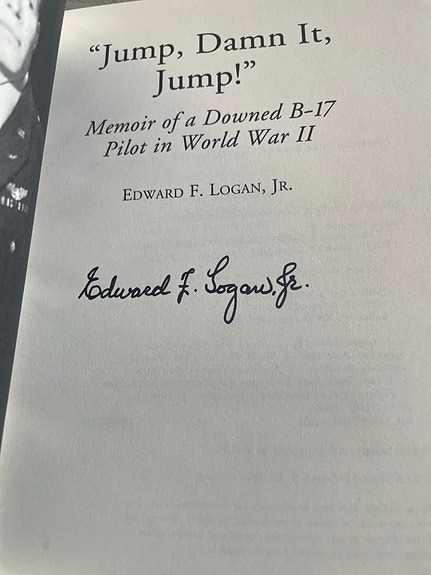 “Jump, Damn It,
Jump!”
Memoir of a Downed B-17
Pilot in World War II
Edward F. Logan, Jr.
Edward F. Logan, Jr.